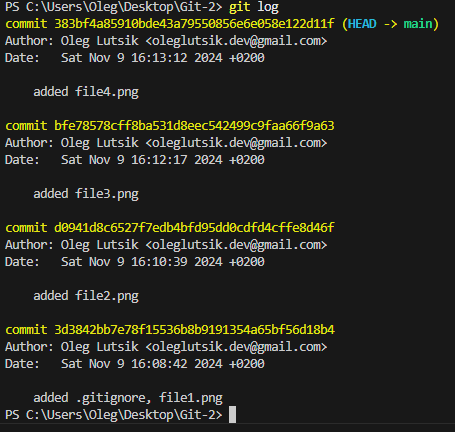 PS C:\Users\Oleg\Desktop\Git-2> git log
commit 383bf4a85910bde43a79550856e6e058e122d11f (HEAD -> main)
Author: Oleg Lutsik <oleglutsik.dev@gmail.com>
Date:   Sat Nov 9 16:13:12 2024 +0200
    added file4.png
commit bfe78578cff8ba531d8eec542499c9faa66f9a63
Author: Oleg Lutsik <oleglutsik.dev@gmail.com>
Date:   Sat Nov 9 16:12:17 2024 +0200
    added file3.png
commit d0941d8c6527f7edb4bfd95dd0cdfd4cffe8d46f
Author: Oleg Lutsik <oleglutsik.dev@gmail.com>
Date:   Sat Nov 9 16:10:39 2024 +0200
    added file2.png
commit 3d3842bb7e78f15536b8b9191354a65bf56d18b4
Author: Oleg Lutsik <oleglutsik.dev@gmail.com>
Date:   Sat Nov 9 16:08:42 2024 +0200
    added .gitignore, file1.png
PS C:\Users\Oleg\Desktop\Git-2>